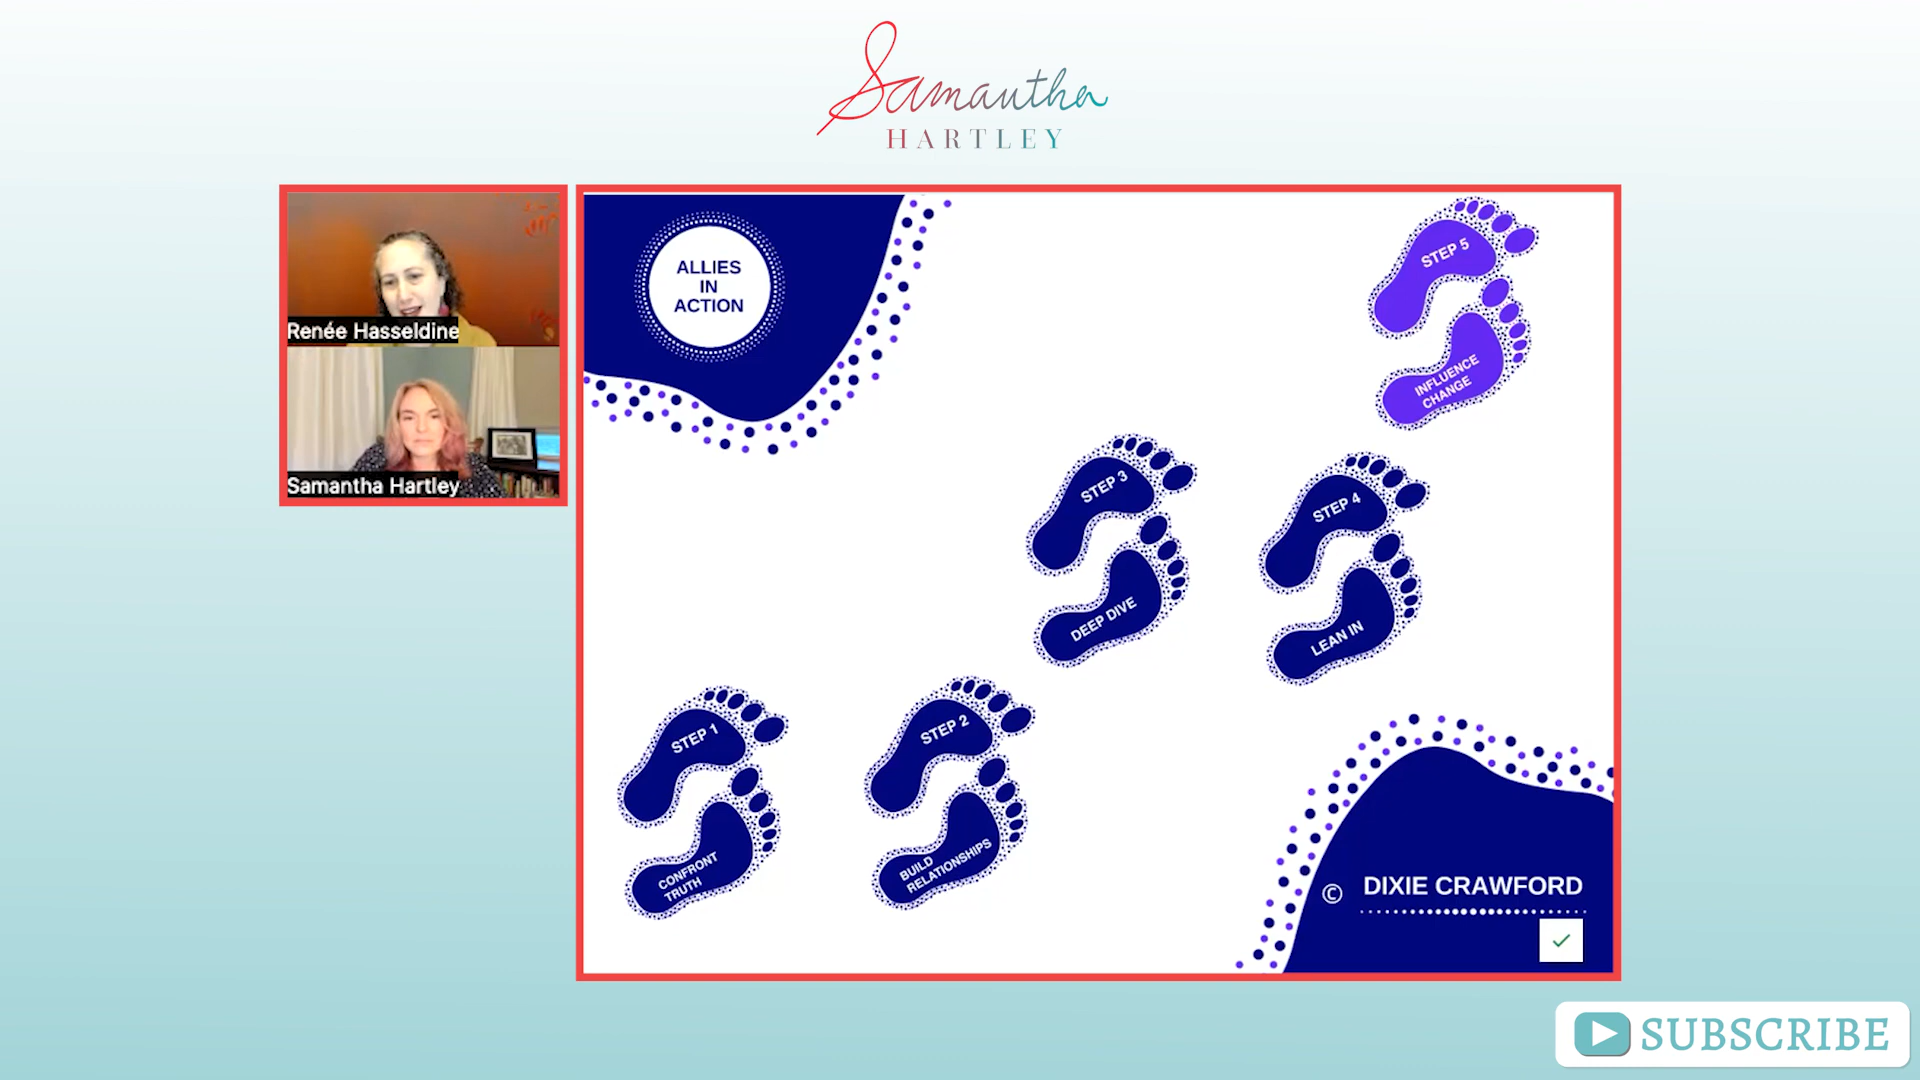 Samantha
HARTLEY
Renée Hasseldine
Samantha Hartley
ALLIES
IN
ACTION
STEP 5
INFLUENCE
CHANGE
STEP 3
DEEP DIVE
STEP 4
LEAN IN
STEP 1
CONFRONT
TRUTH
STEP 2
BUILD
RELATIONSHIPS
© DIXIE CRAWFORD
SUBSCRIBE